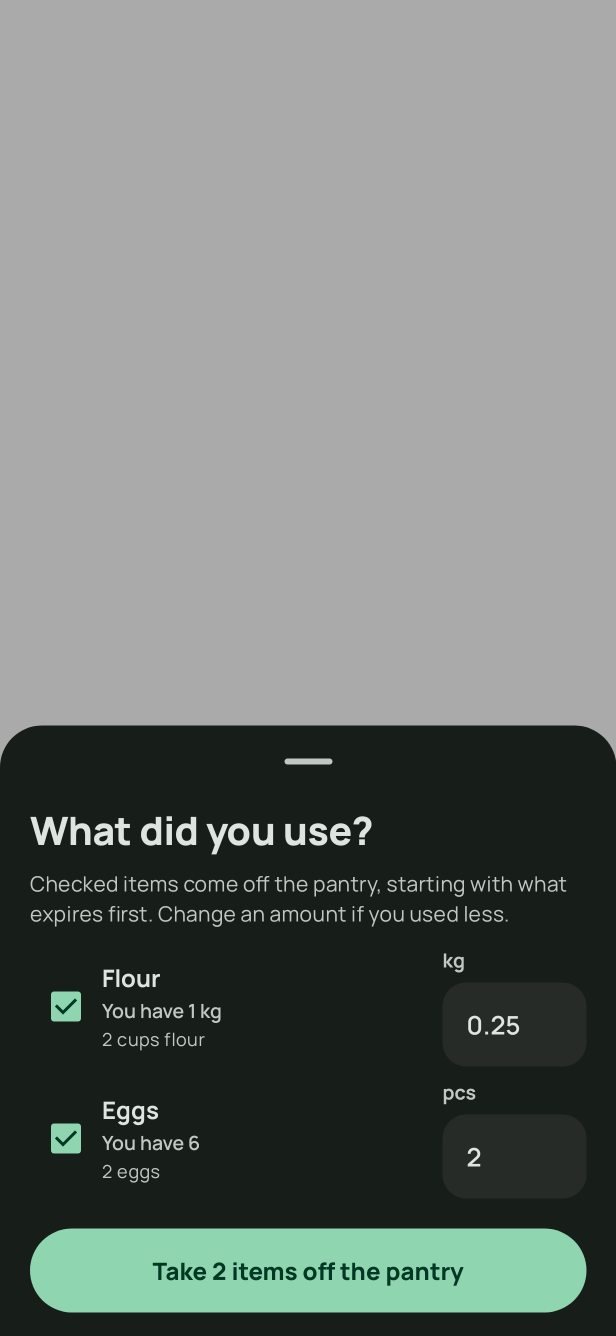 What did you use?
Checked items come off the pantry, starting with what
expires first. Change an amount if you used less.
Flour
You have 1 kg
2 cups flour
kg
0.25
Eggs
You have 6
2 eggs
pcs
2
Take 2 items off the pantry